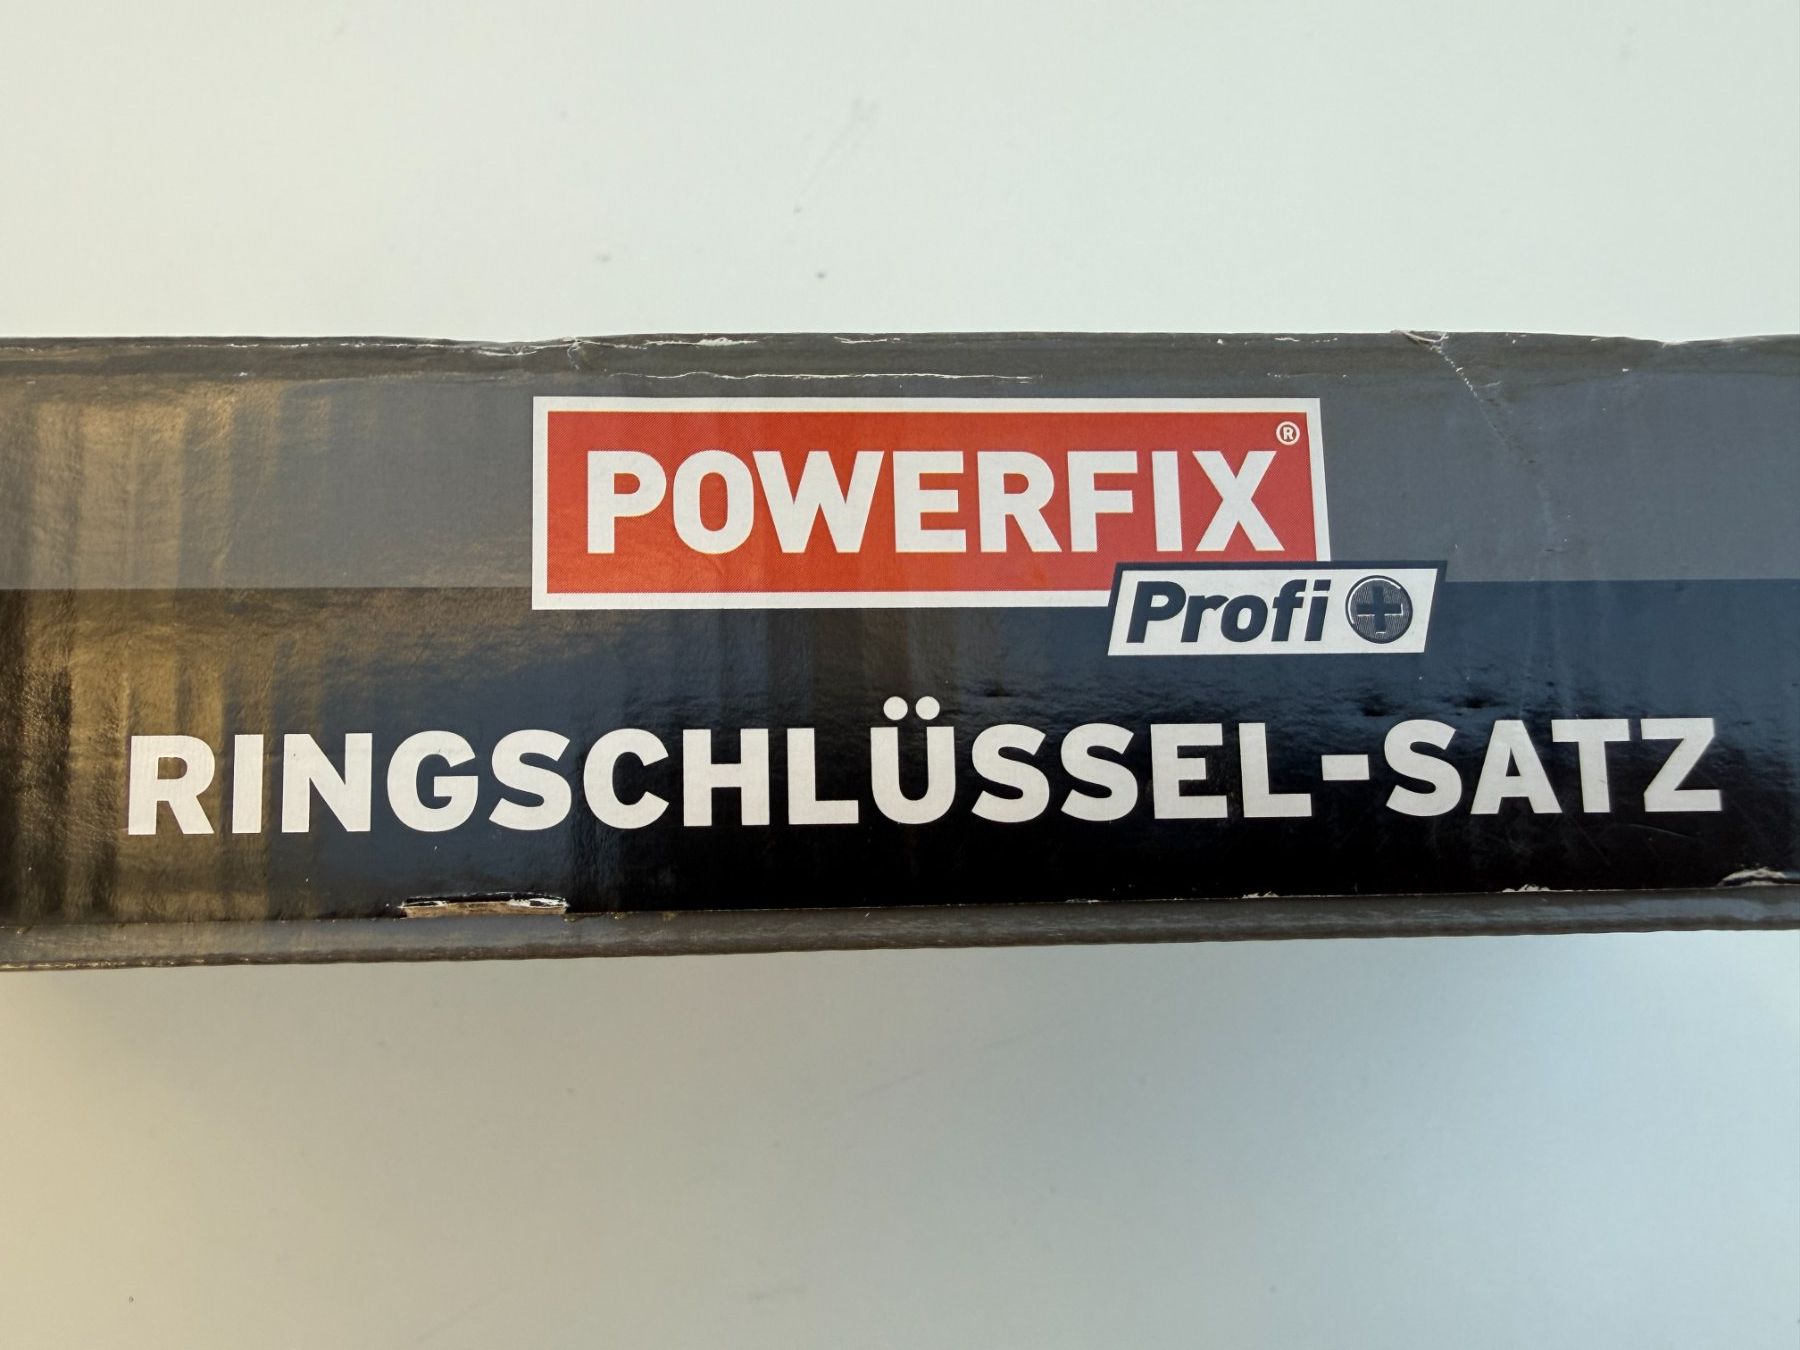 POWERFIX®
Profi+
RINGSCHLÜSSEL-SATZ